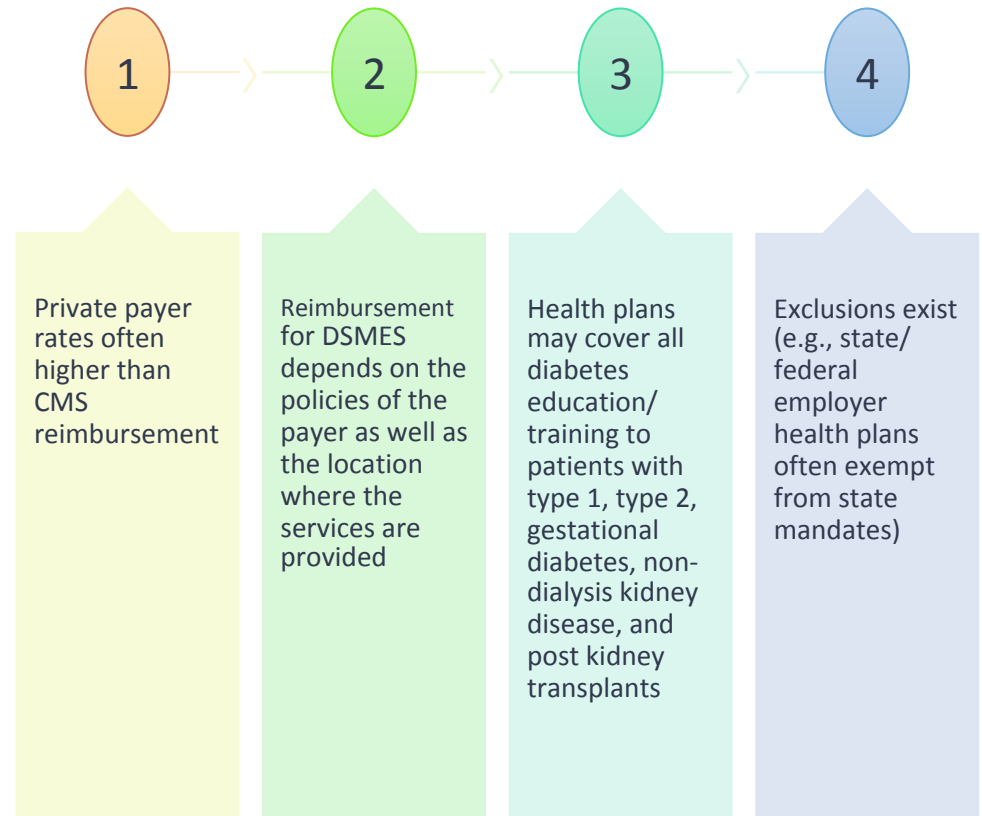 1
2
3
4
Private payer
rates often
higher than
CMS
reimbursement
Reimbursement
for DSMES
depends on the
policies of the
payer as well as
the location
where the
services are
provided
Health plans
may cover all
diabetes
education/
training to
patients with
type 1, type 2,
gestational
diabetes, non-
dialysis kidney
disease, and
post kidney
transplants
Exclusions exist
(e.g., state/
federal
employer
health plans
often exempt
from state
mandates)